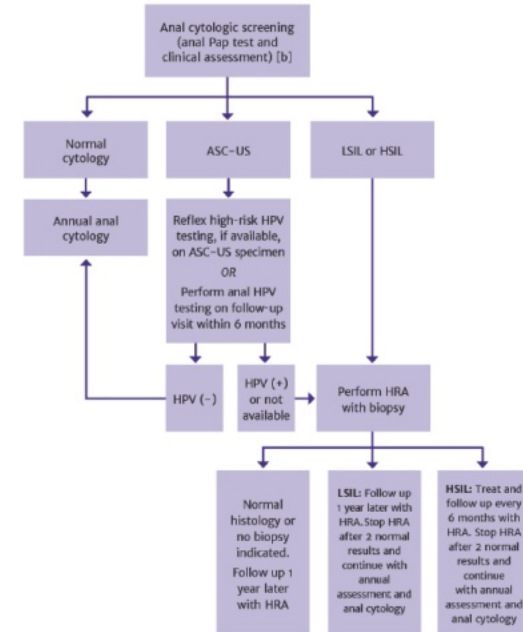 Anal cytologic screening
(anal Pap test and
clinical assessment) [b]
Normal
cytology
ASC-US
LSIL or HSIL
Annual anal
cytology
Reflex high-risk HPV
testing, if available,
on ASC-US specimen
OR
Perform anal HPV
testing on follow-up
visit within 6 months
HPV (-)
HPV (+)
or not
available
Perform HRA
with biopsy
Normal
histology or
no biopsy
indicated.
Follow up 1
year later
with HRA
LSIL: Follow up
1 year later with
HRA. Stop HRA
after 2 normal
results and
continue with
annual
assessment and
anal cytology
HSIL: Treat and
follow up every
6 months with
HRA. Stop HRA
after 2 normal
results and
continue
with annual
assessment and
anal cytology